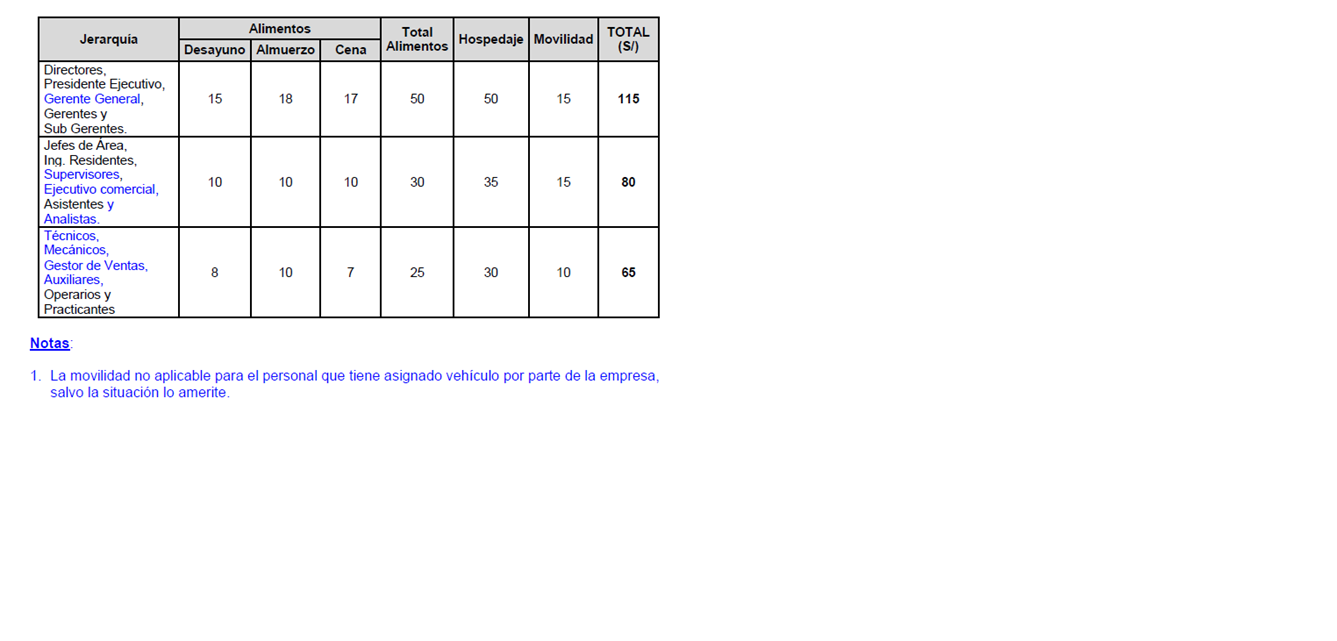 Jerarquía
Alimentos
Total Alimentos
Hospedaje
Movilidad
TOTAL (S/)
Desayuno
Almuerzo
Cena
Directores,
Presidente Ejecutivo,
Gerente General,
Gerentes y
Sub Gerentes.
15 18 17 50 50 15 115
Jefes de Área,
Ing. Residentes,
Supervisores,
Ejecutivo comercial,
Asistentes y
Analistas.
10 10 10 30 35 15 80
Técnicos,
Mecánicos,
Gestor de Ventas,
Auxiliares,
Operarios y
Practicantes
8 10 7 25 30 10 65
Notas:
1. La movilidad no aplicable para el personal que tiene asignado vehículo por parte de la empresa,
salvo la situación lo amerite.